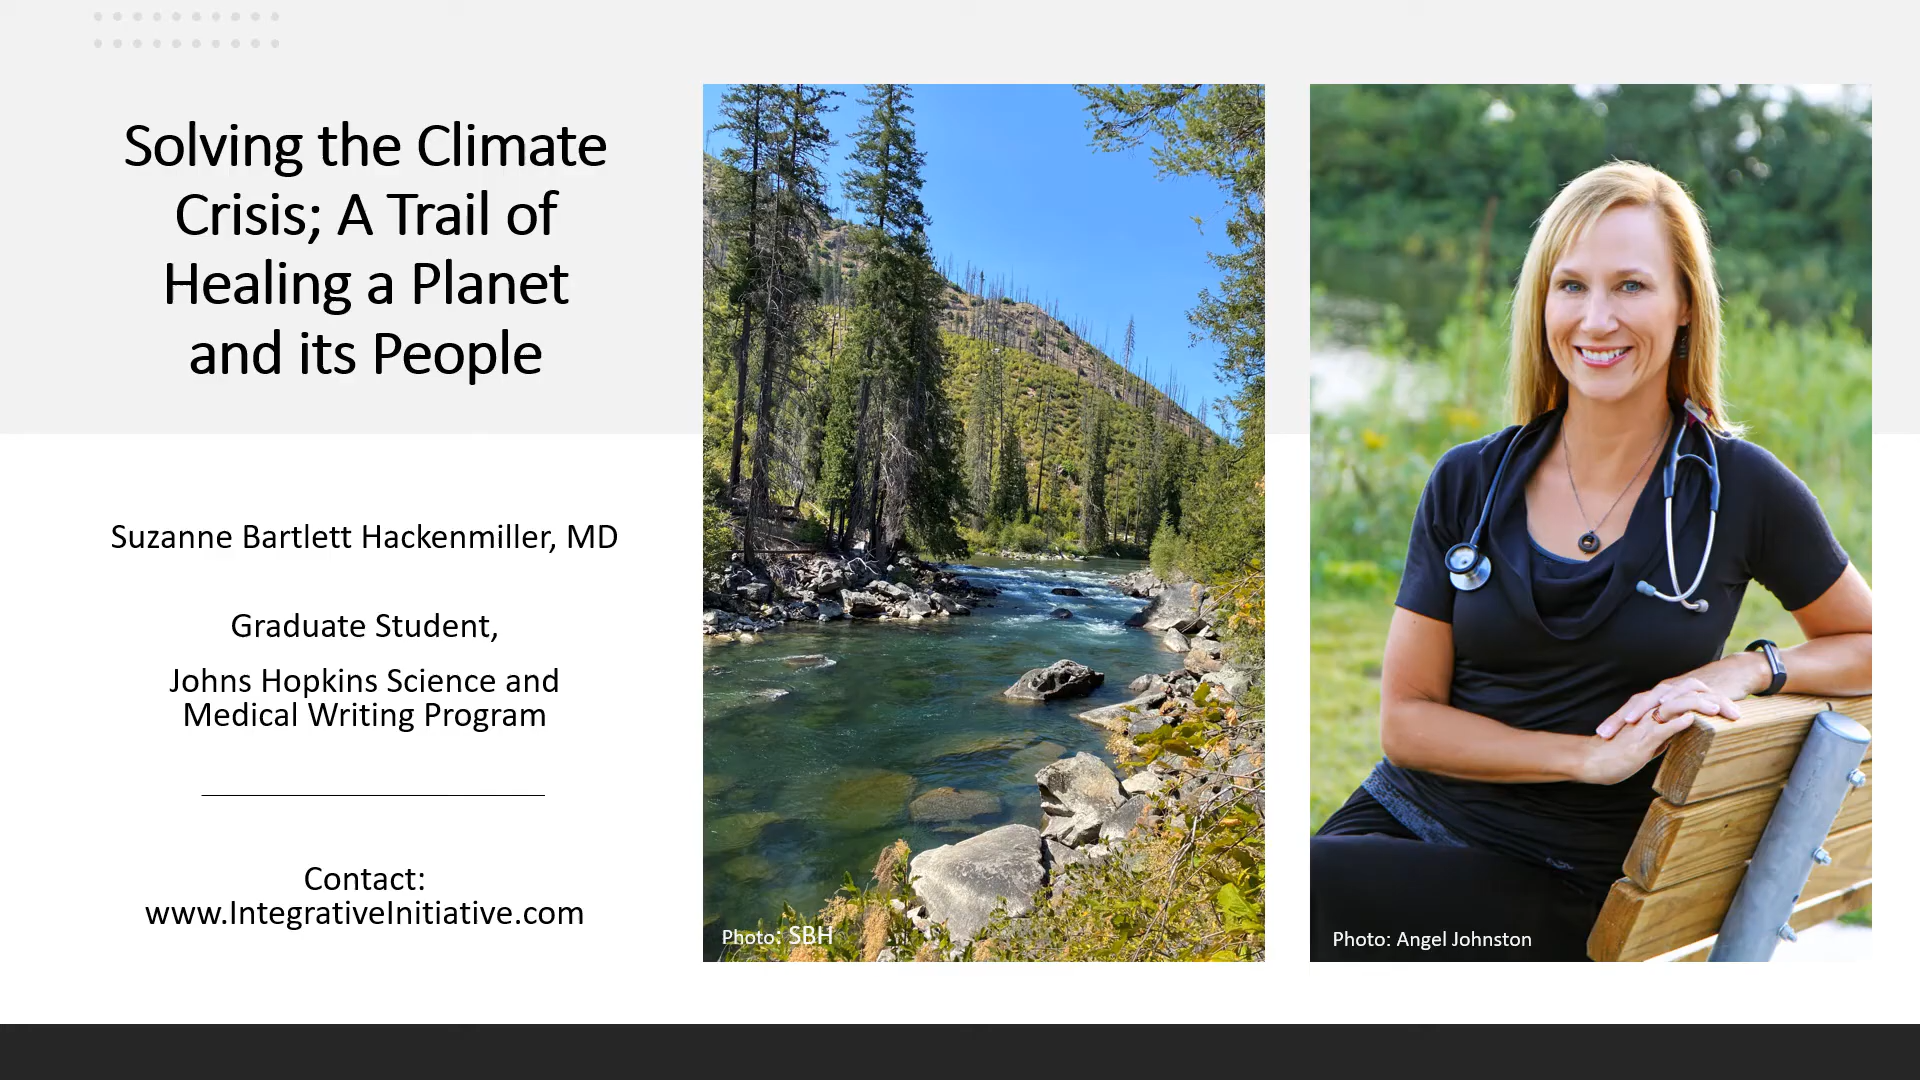 Solving the Climate
Crisis; A Trail of
Healing a Planet
and its People
Suzanne Bartlett Hackenmiller, MD
Graduate Student,
Johns Hopkins Science and
Medical Writing Program
Contact:
www.IntegrativeInitiative.com
Photo: SBH
Photo: Angel Johnston